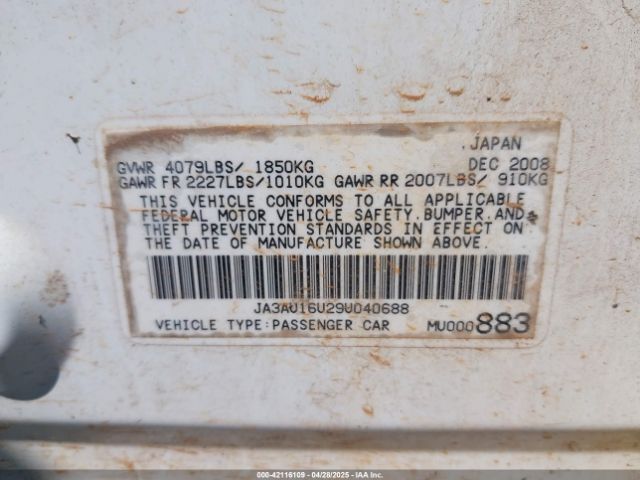 .JAPAN
GVWR 4079LBS/ 1850KG DEC 2008
GAWR FR 2227LBS/1010KG GAWR RR 2007LBS/ 910KG
THIS VEHICLE CONFORMS TO ALL APPLICABLE
FEDERAL MOTOR VEHICLE SAFETY.BUMPER.AND
THEFT PREVENTION STANDARDS IN EFFECT ON
THE DATE OF MANUFACTURE SHOWN ABOVE.
JA3AU16U29U040688
VEHICLE TYPE:PASSENGER CAR MU000883
000-42116109 04/28/2025 IAAI.COM